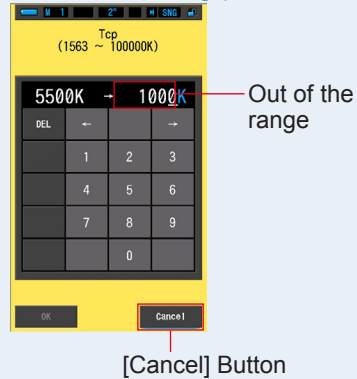 M 1 2° M SNG
Tcp
(1563 ~ 100000K)
5500K → 1000K
Out of the
range
DEL ← →
1 2 3
4 5 6
7 8 9
0
OK Cancel
[Cancel] Button